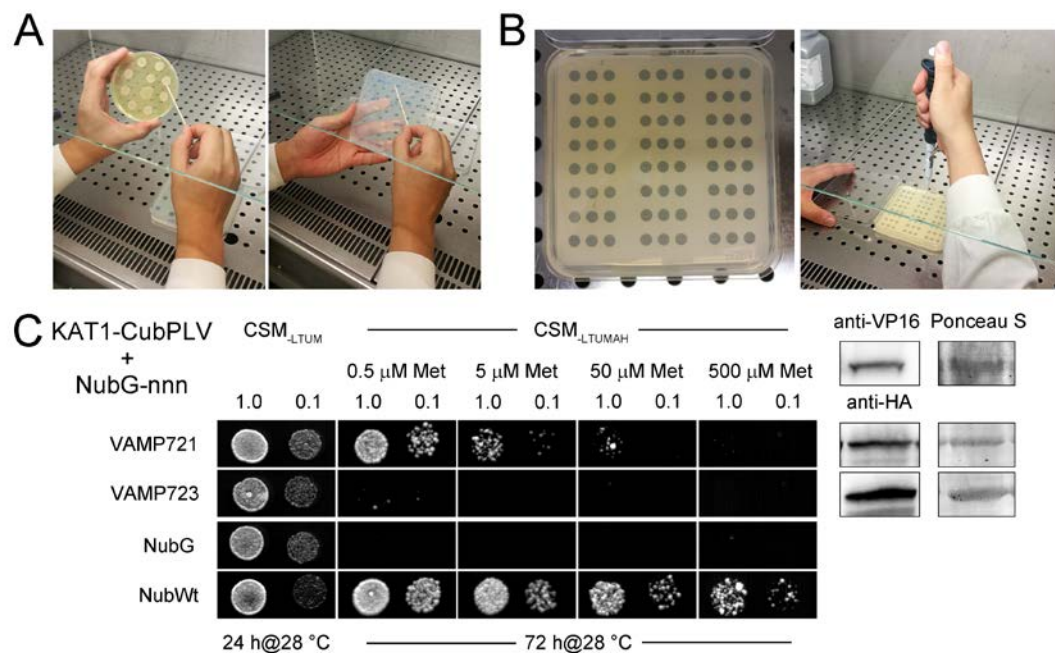 A
B
C
KAT1-CubPLV
+
NubG-nnn
CSM-LTUM
CSM-LTUMAH
0.5 μM Met 5 μM Met 50 μM Met 500 μM Met
1.0 0.1 1.0 0.1 1.0 0.1 1.0 0.1 1.0 0.1
VAMP721
VAMP723
NubG
NubWt
24 h@28 °C 72 h@28 °C
anti-VP16 Ponceau S
anti-HA